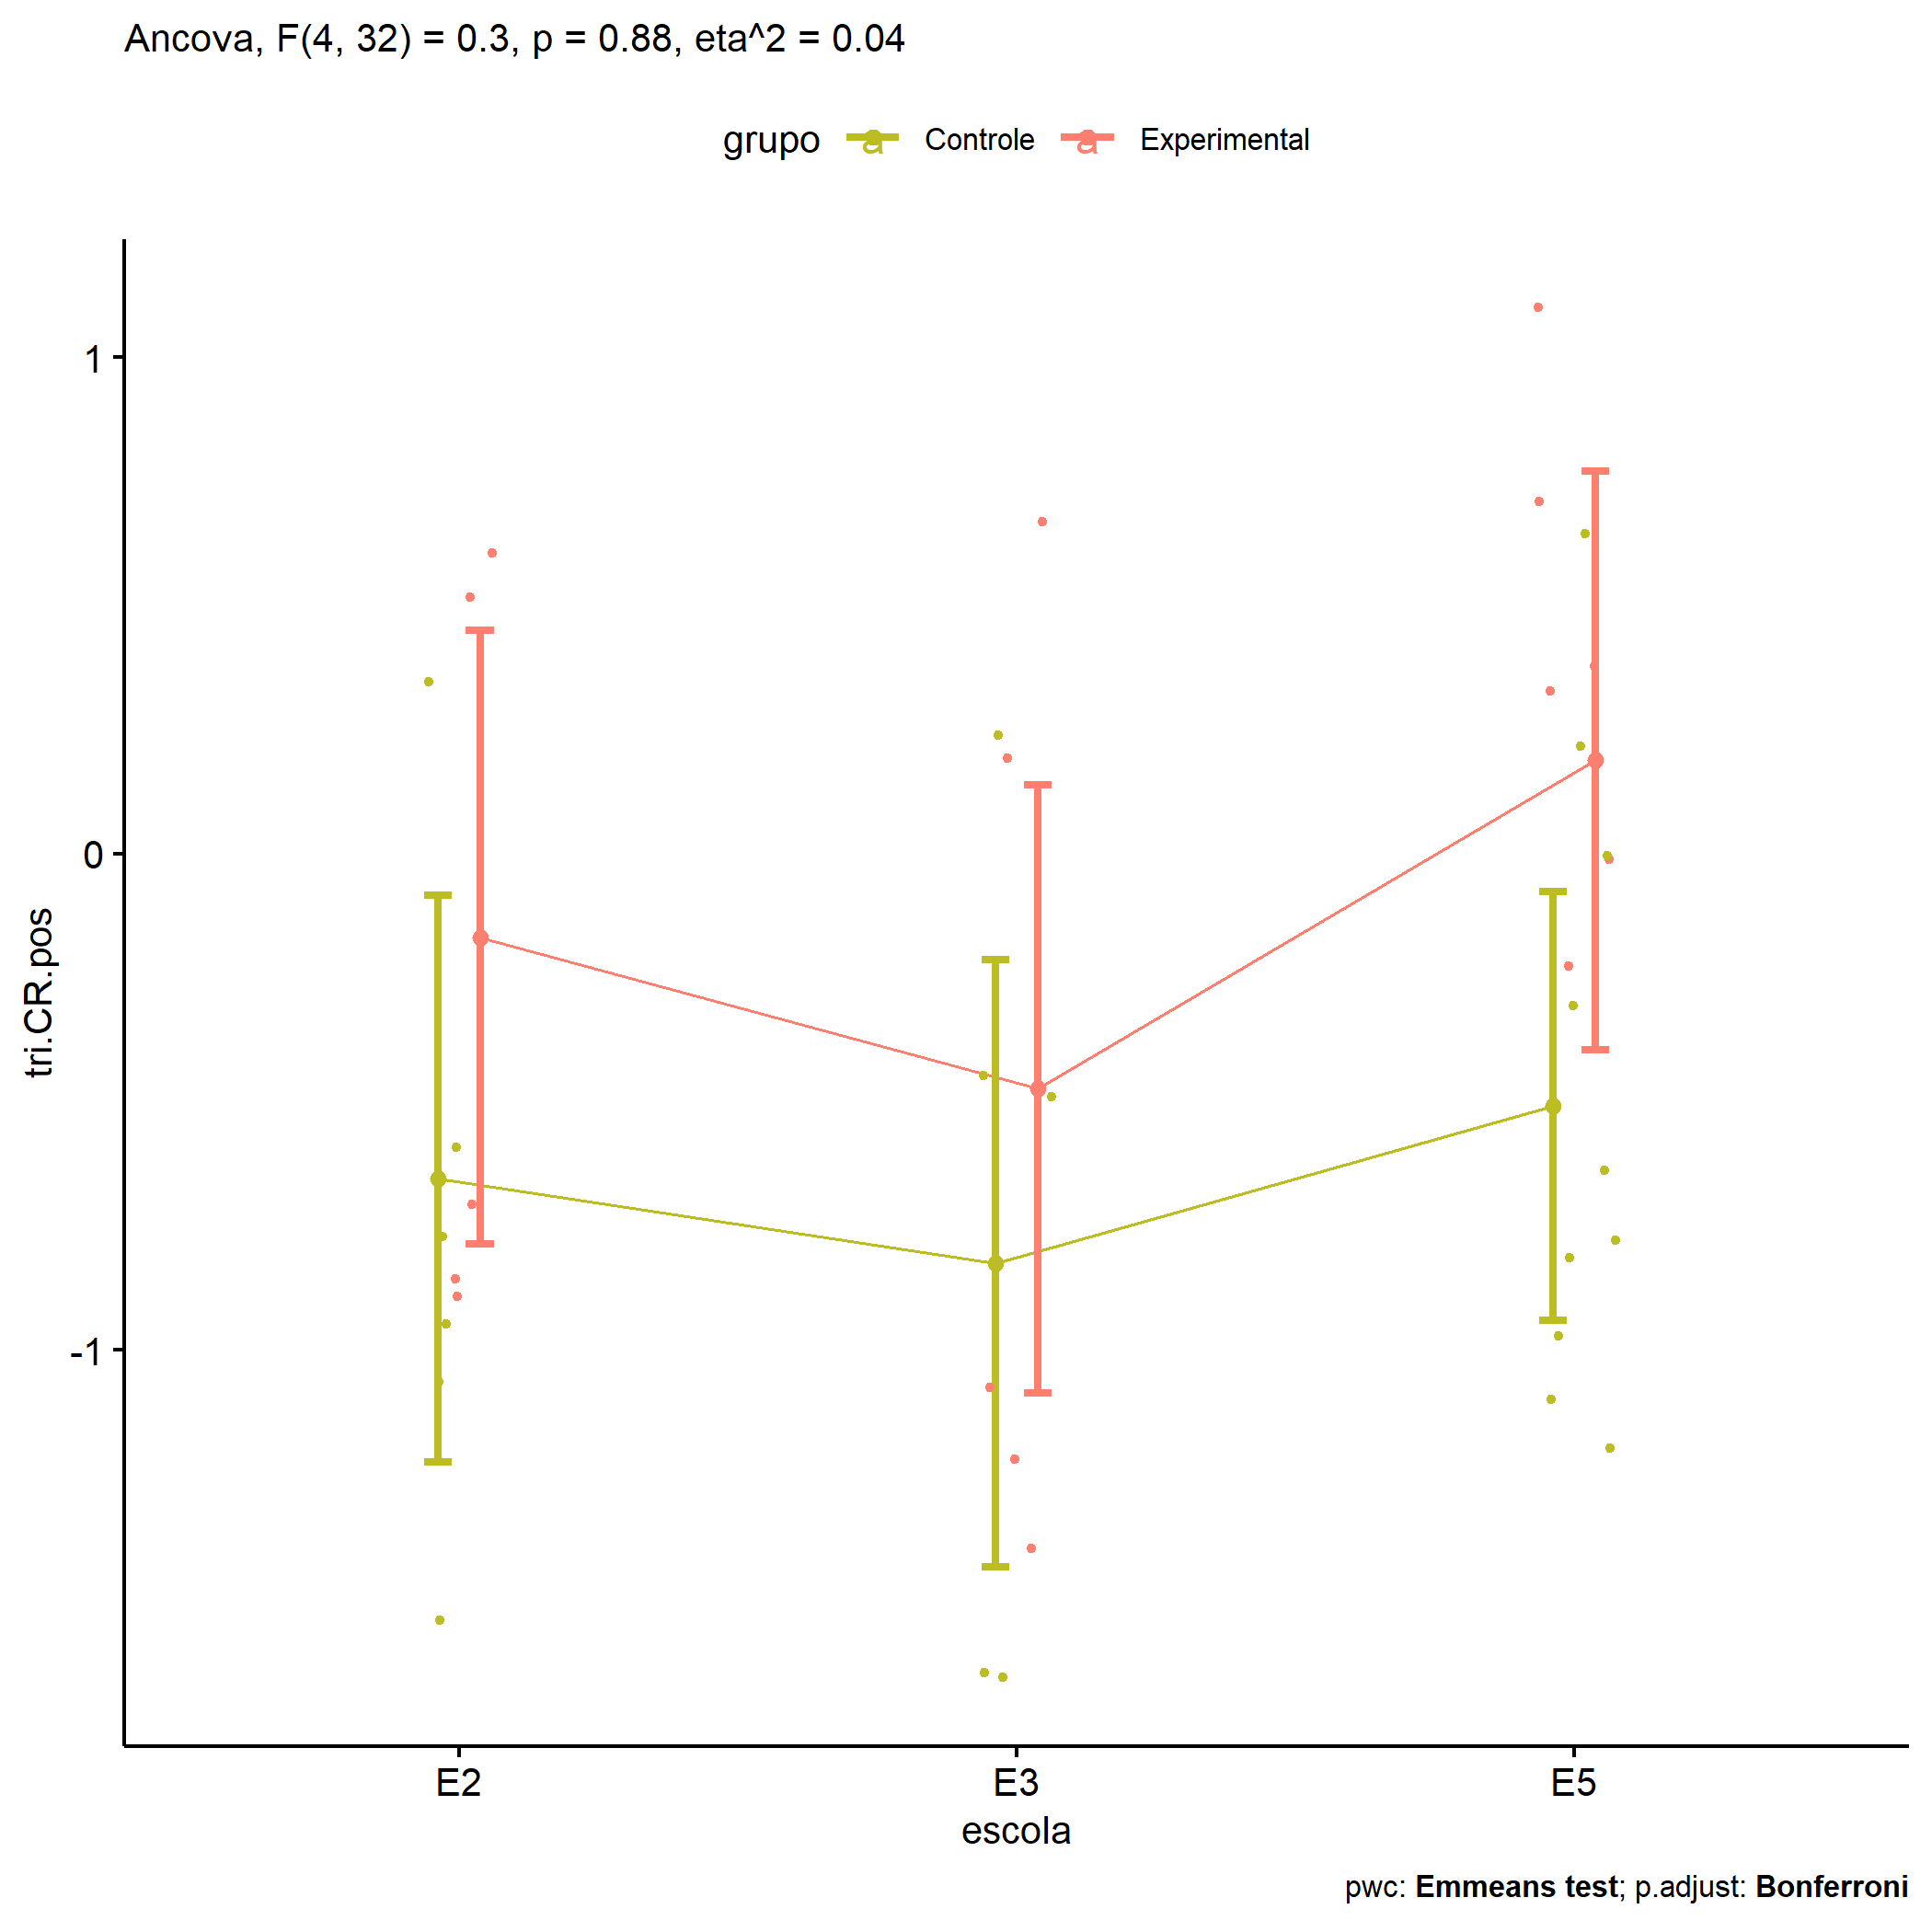 Ancova, F(4, 32) = 0.3, p = 0.88, eta^2 = 0.04
grupo a Controle a Experimental
1
0
-1
tri.CR.pos
E2 E3 E5
escola
pwc: Emmeans test; p.adjust: Bonferroni